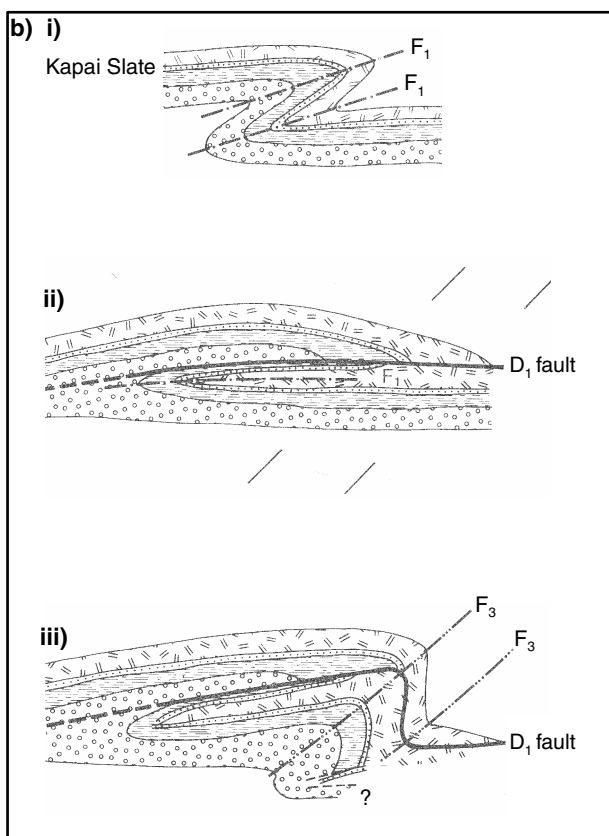 b) i)
Kapai Slate
F₁
F₁
ii)
D₁ fault
F₁
iii)
F₃
F₃
D₁ fault
?